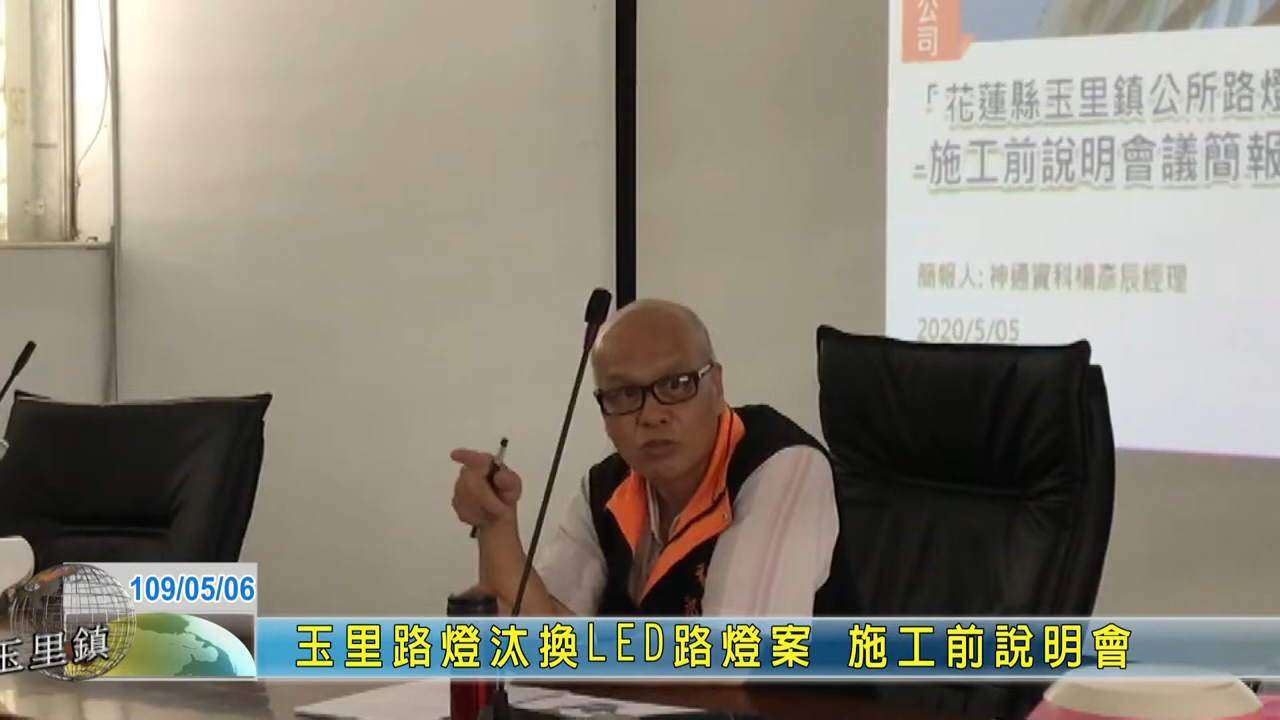 公司
「花蓮縣玉里鎮公所路燈
施工前說明會議簡報
簡報人: 神通資科楊彥辰經理
2020/5/05
109/05/06
玉里鎮
玉里路燈汰換LED路燈案 施工前說明會